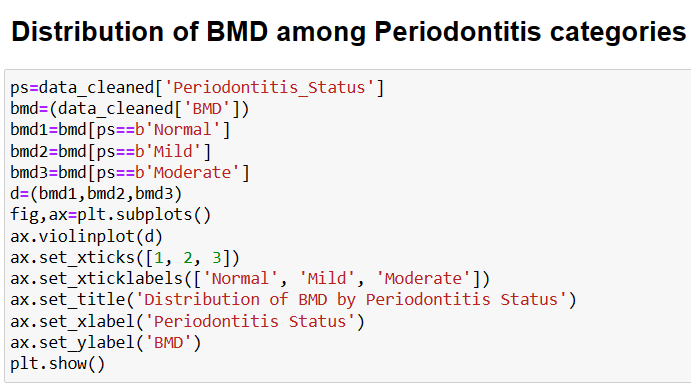 Distribution of BMD among Periodontitis categories
ps=data_cleaned['Periodontitis_Status']
bmd=(data_cleaned['BMD'])
bmd1=bmd[ps==b'Normal']
bmd2=bmd[ps==b'Mild']
bmd3=bmd[ps==b'Moderate']
d=(bmd1,bmd2,bmd3)
fig,ax=plt.subplots()
ax.violinplot(d)
ax.set_xticks([1, 2, 3])
ax.set_xticklabels(['Normal', 'Mild', 'Moderate'])
ax.set_title('Distribution of BMD by Periodontitis Status')
ax.set_xlabel('Periodontitis Status')
ax.set_ylabel('BMD')
plt.show()